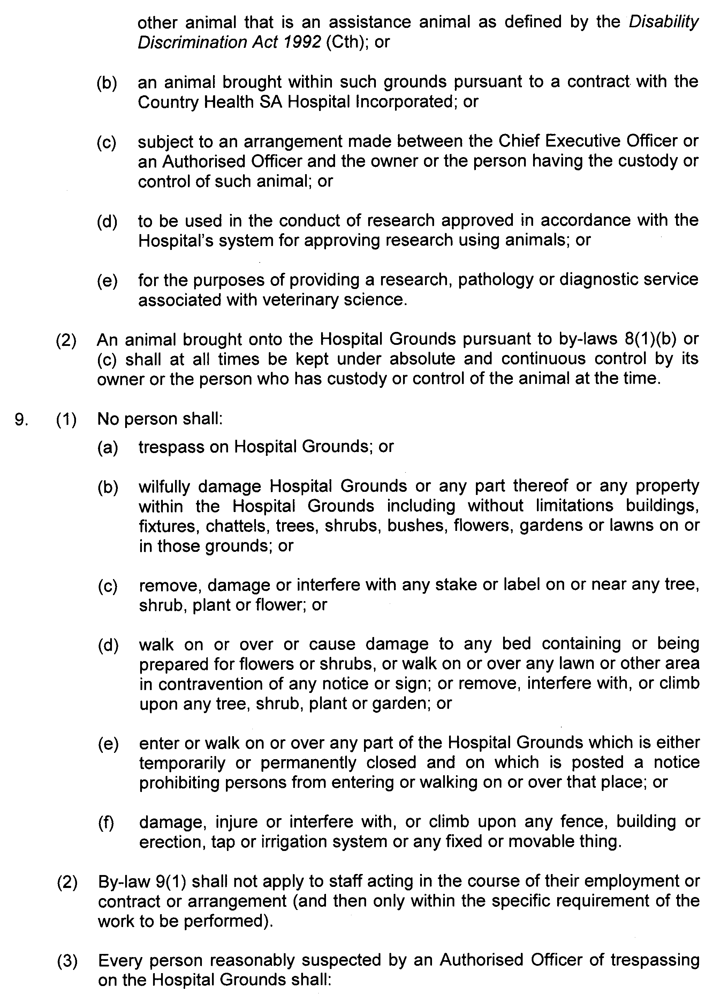 other animal that is an assistance animal as defined by the Disability
Discrimination Act 1992 (Cth); or
(b) an animal brought within such grounds pursuant to a contract with the
Country Health SA Hospital Incorporated; or
(c) subject to an arrangement made between the Chief Executive Officer or
an Authorised Officer and the owner or the person having the custody or
control of such animal; or
(d) to be used in the conduct of research approved in accordance with the
Hospital's system for approving research using animals; or
(e) for the purposes of providing a research, pathology or diagnostic service
associated with veterinary science.
(2) An animal brought onto the Hospital Grounds pursuant to by-laws 8(1)(b) or
(c) shall at all times be kept under absolute and continuous control by its
owner or the person who has custody or control of the animal at the time.
9. (1) No person shall:
(a) trespass on Hospital Grounds; or
(b) wilfully damage Hospital Grounds or any part thereof or any property
within the Hospital Grounds including without limitations buildings,
fixtures, chattels, trees, shrubs, bushes, flowers, gardens or lawns on or
in those grounds; or
(c) remove, damage or interfere with any stake or label on or near any tree,
shrub, plant or flower; or
(d) walk on or over or cause damage to any bed containing or being
prepared for flowers or shrubs, or walk on or over any lawn or other area
in contravention of any notice or sign; or remove, interfere with, or climb
upon any tree, shrub, plant or garden; or
(e) enter or walk on or over any part of the Hospital Grounds which is either
temporarily or permanently closed and on which is posted a notice
prohibiting persons from entering or walking on or over that place; or
(f) damage, injure or interfere with, or climb upon any fence, building or
erection, tap or irrigation system or any fixed or movable thing.
(2) By-law 9(1) shall not apply to staff acting in the course of their employment or
contract or arrangement (and then only within the specific requirement of the
work to be performed).
(3) Every person reasonably suspected by an Authorised Officer of trespassing
on the Hospital Grounds shall: